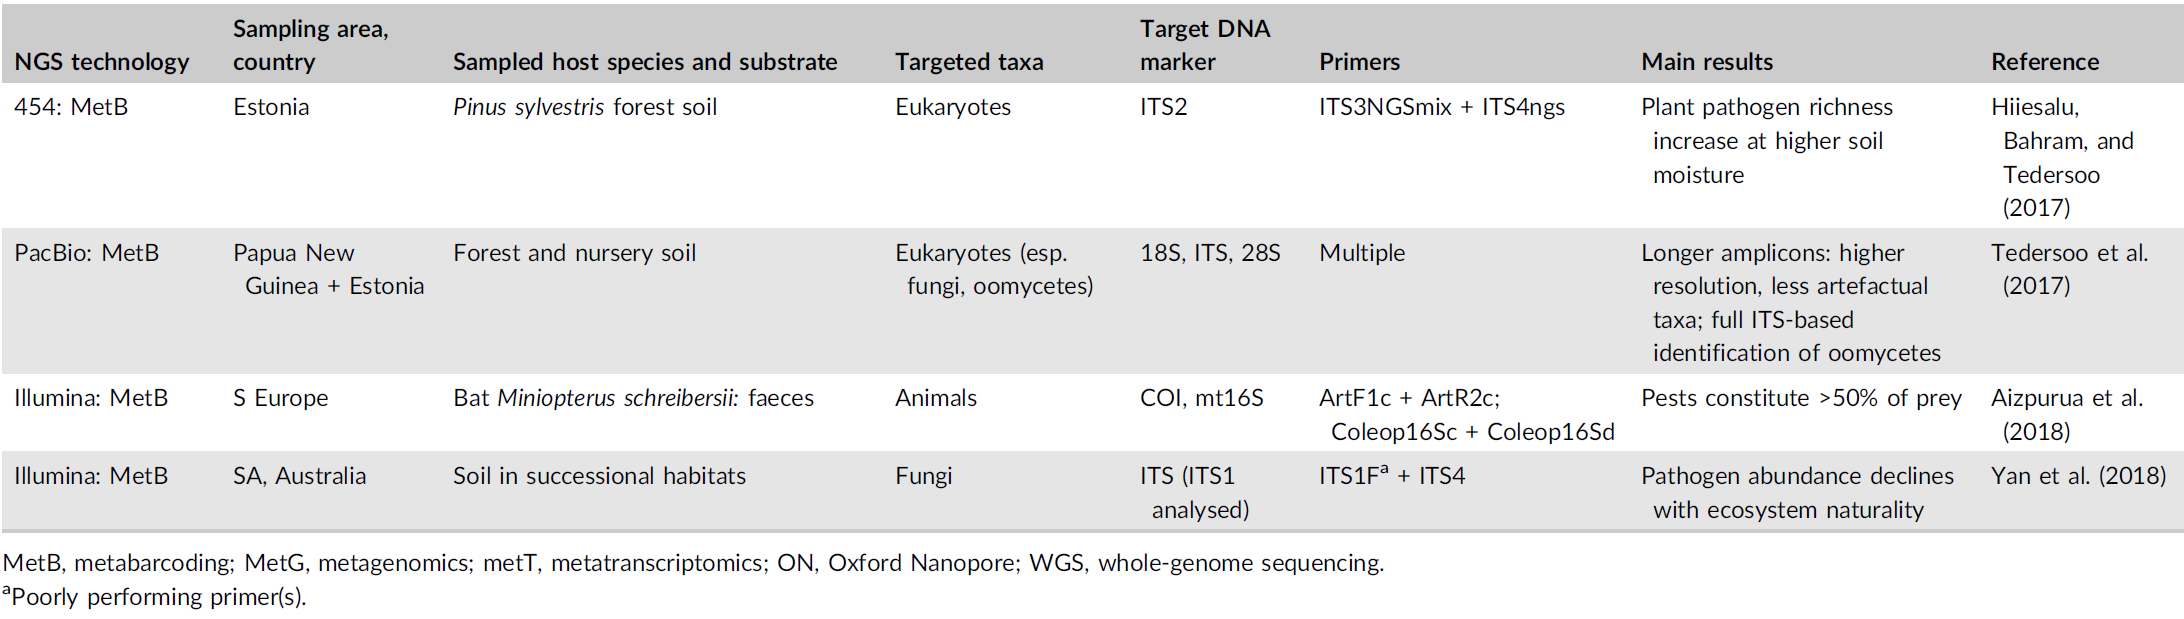 NGS technology	Sampling area, country	Sampled host species and substrate	Targeted taxa	Target DNA marker	Primers	Main results	Reference
454: MetB	Estonia	Pinus sylvestris forest soil	Eukaryotes	ITS2	ITS3NGSmix + ITS4ngs	Plant pathogen richness increase at higher soil moisture	Hiiesalu, Bahram, and Tedersoo (2017)
PacBio: MetB	Papua New Guinea + Estonia	Forest and nursery soil	Eukaryotes (esp. fungi, oomycetes)	18S, ITS, 28S	Multiple	Longer amplicons: higher resolution, less artefactual taxa; full ITS-based identification of oomycetes	Tedersoo et al. (2017)
Illumina: MetB	S Europe	Bat Miniopterus schreibersii: faeces	Animals	COI, mt16S	ArtF1c + ArtR2c; Coleop16Sc + Coleop16Sd	Pests constitute >50% of prey	Aizpurua et al. (2018)
Illumina: MetB	SA, Australia	Soil in successional habitats	Fungi	ITS (ITS1 analysed)	ITS1Fᵃ + ITS4	Pathogen abundance declines with ecosystem naturality	Yan et al. (2018)
MetB, metabarcoding; MetG, metagenomics; metT, metatranscriptomics; ON, Oxford Nanopore; WGS, whole-genome sequencing.
ᵃPoorly performing primer(s).